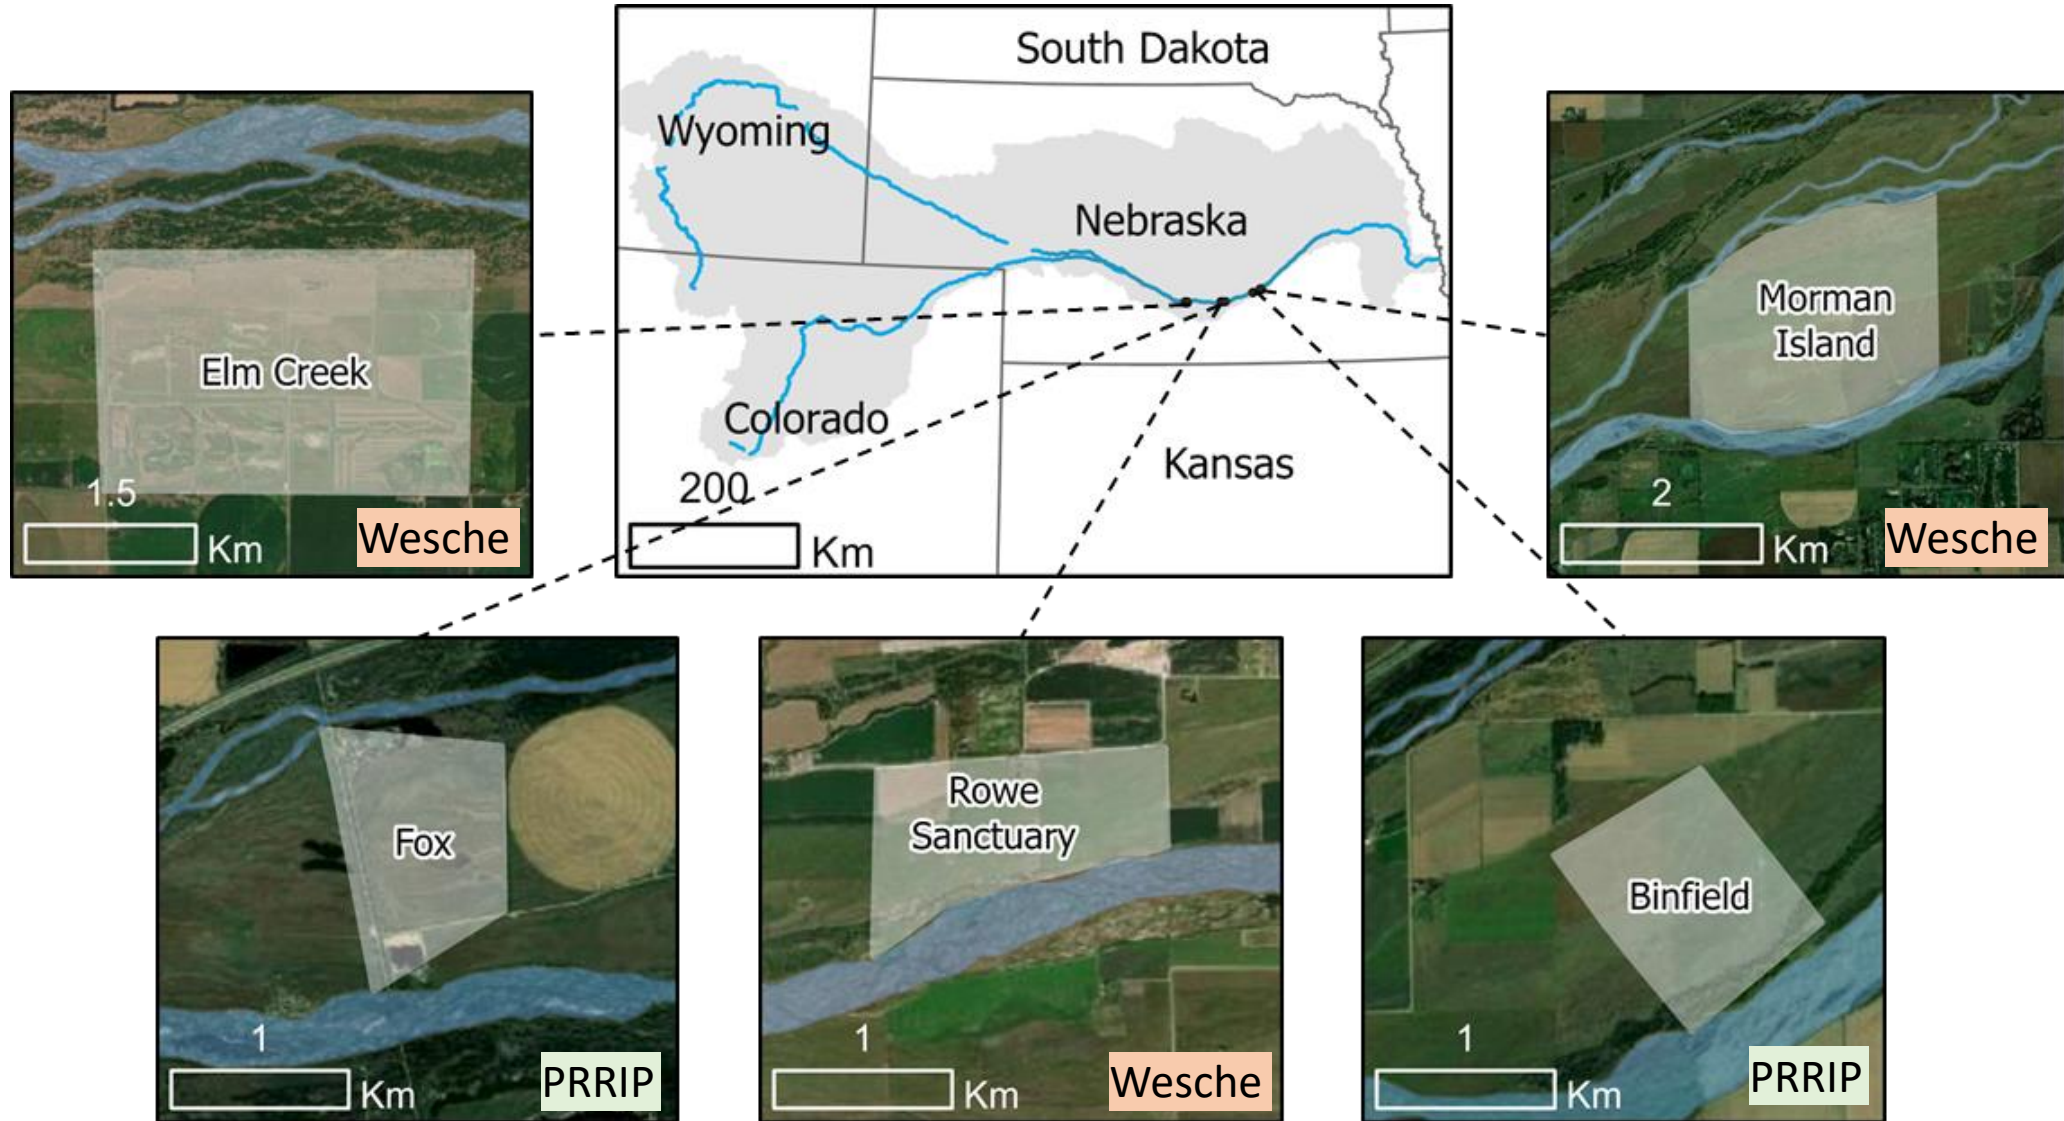 South Dakota
Wyoming
Nebraska
Colorado
Kansas
200
Km
Elm Creek
1.5
Km
Wesche
Morman
Island
2
Km
Wesche
Fox
1
Km
PRRIP
Rowe
Sanctuary
1
Km
Wesche
Binfield
1
Km
PRRIP